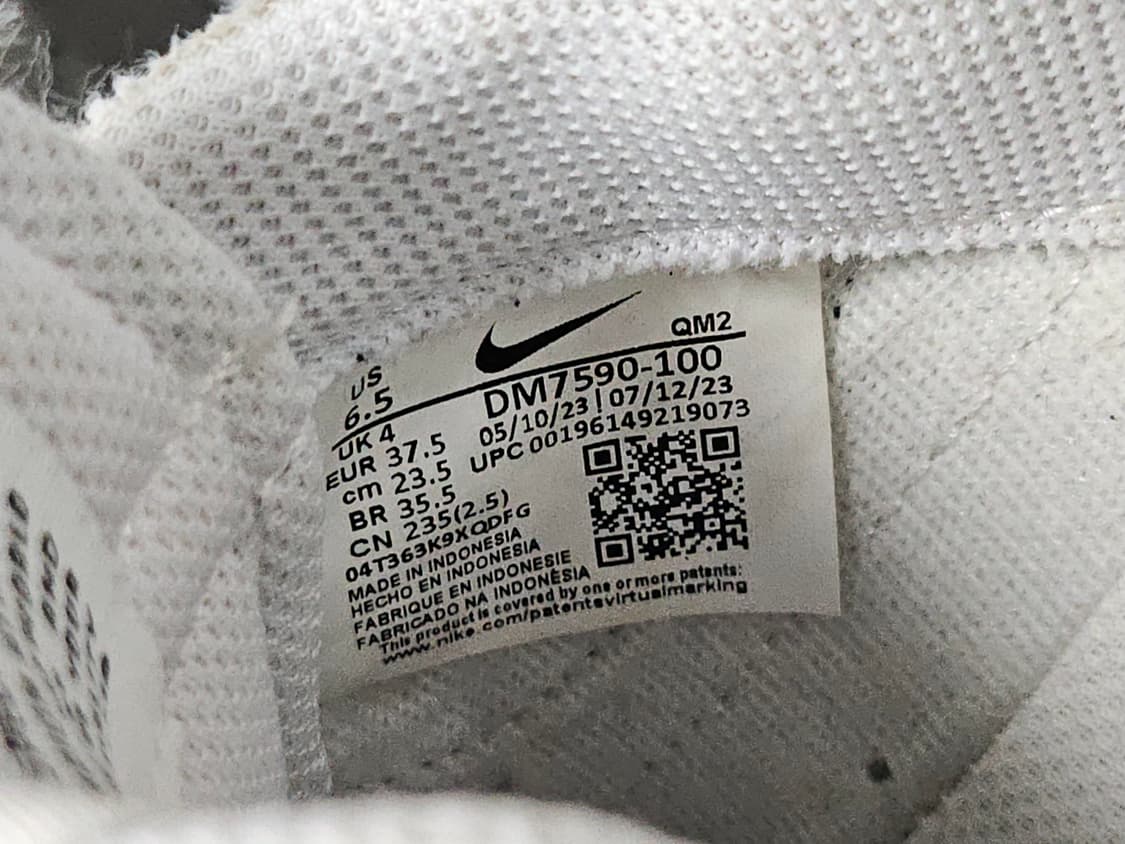 US
6.5
UK 4
EUR 37.5
cm 23.5
BR 35.5
CN 235(2.5)
04T363K9XQDFG
MADE IN INDONESIA
HECHO EN INDONESIA
FABRIQUE EN INDONESIE
FABRICADO NA INDONÉSIA
This product is covered by one or more patents:
www.nike.com/patentsvirtualmarking
QM2
DM7590-100
05/10/23 | 07/12/23
UPC 00196149219073